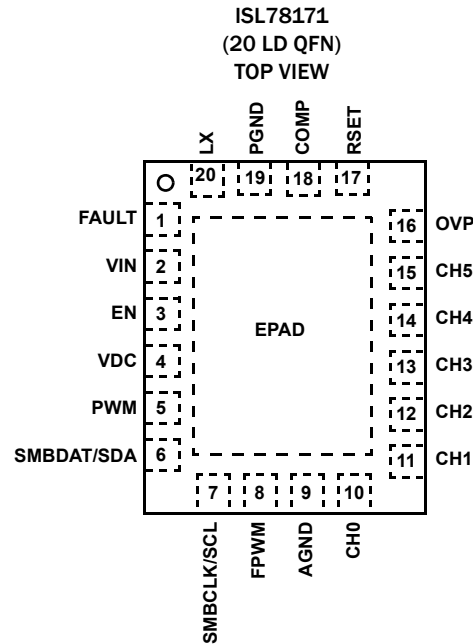 ISL78171
(20 LD QFN)
TOP VIEW
LX
PGND
COMP
RSET
20
19
18
17
FAULT
1
VIN
2
EN
3
VDC
4
PWM
5
SMBDAT/SDA
6
EPAD
16
OVP
15
CH5
14
CH4
13
CH3
12
CH2
11
CH1
7
8
9
10
SMBCLK/SCL
FPWM
AGND
CH0